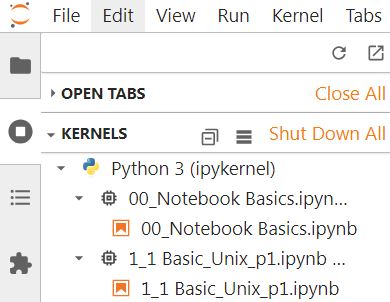 File Edit View Run Kernel Tabs
OPEN TABS Close All
KERNELS Shut Down All
Python 3 (ipykernel)
00_Notebook Basics.ipyn...
00_Notebook Basics.ipynb
1_1 Basic_Unix_p1.ipynb ...
1_1 Basic_Unix_p1.ipynb